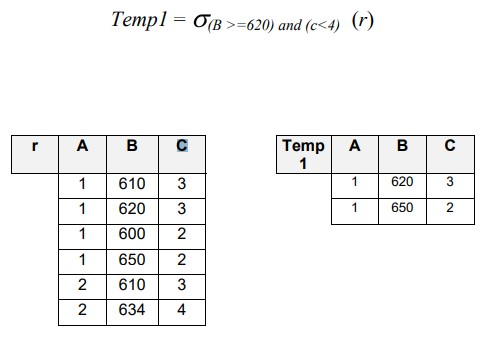 Temp1 = σ(B >=620) and (c<4) (r)
r A B C
1 610 3
1 620 3
1 600 2
1 650 2
2 610 3
2 634 4
Temp A B C
1
1 620 3
1 650 2